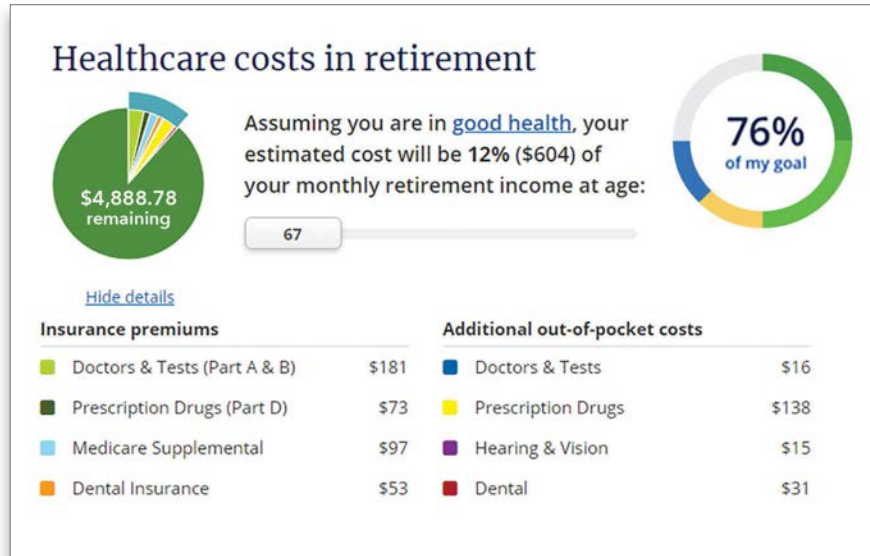 Healthcare costs in retirement
$4,888.78
remaining
Assuming you are in good health, your
estimated cost will be 12% ($604) of
your monthly retirement income at age:
67
76%
of my goal
Hide details
Insurance premiums
Doctors & Tests (Part A & B) $181
Prescription Drugs (Part D) $73
Medicare Supplemental $97
Dental Insurance $53
Additional out-of-pocket costs
Doctors & Tests $16
Prescription Drugs $138
Hearing & Vision $15
Dental $31